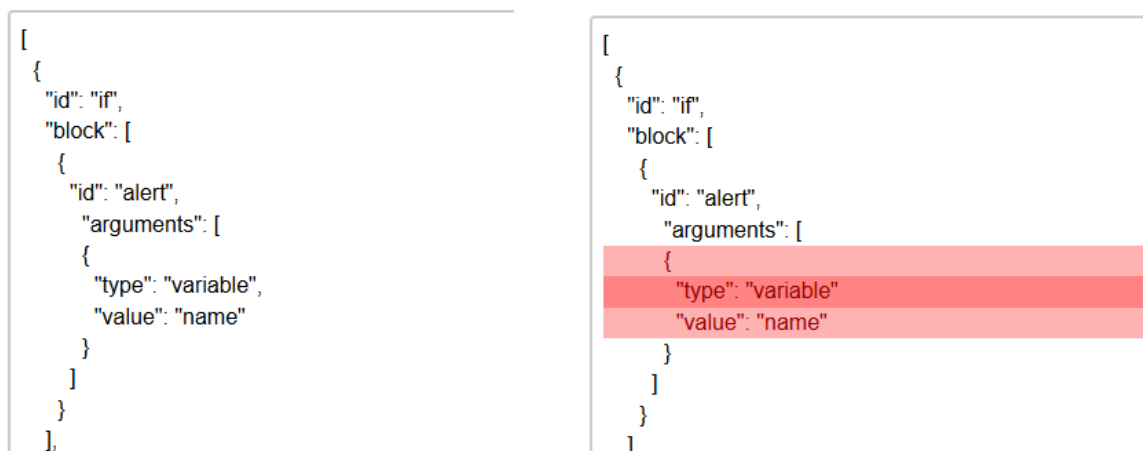 [
{
"id": "if",
"block": [
{
"id": "alert",
"arguments": [
{
"type": "variable",
"value": "name"
}
]
}
],
[
{
"id": "if",
"block": [
{
"id": "alert",
"arguments": [
{
"type": "variable"
"value": "name"
}
]
}
]